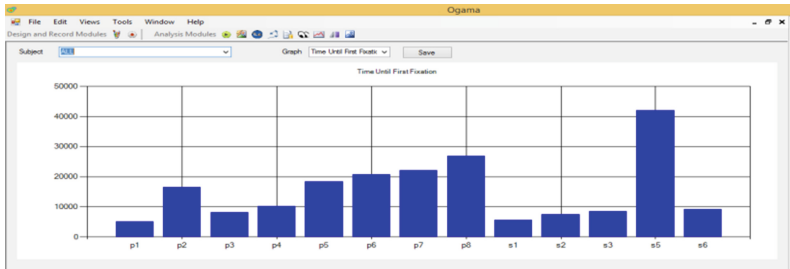 Ogama
File Edit Views Tools Window Help
Design and Record Modules Analysis Modules
Subject ALL Graph Time Until First Fixatic Save
Time Until First Fixation
50000
40000
30000
20000
10000
0
p1 p2 p3 p4 p5 p6 p7 p8 s1 s2 s3 s5 s6